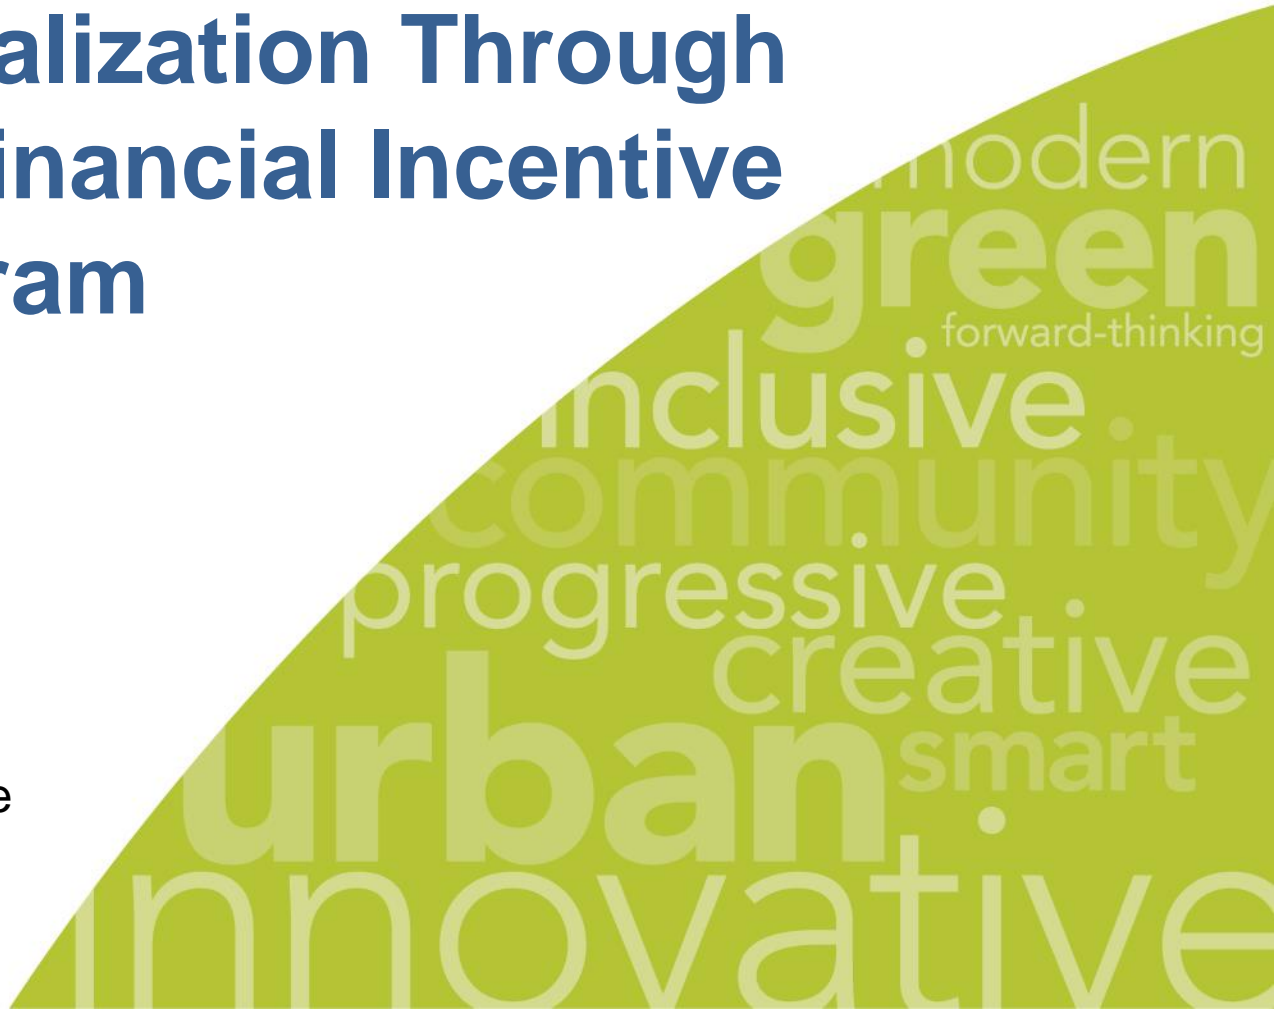 alization Through
inancial Incentive
ram
modern
green
forward-thinking
inclusive
community
progressive
creative
urban
smart
e
innovative